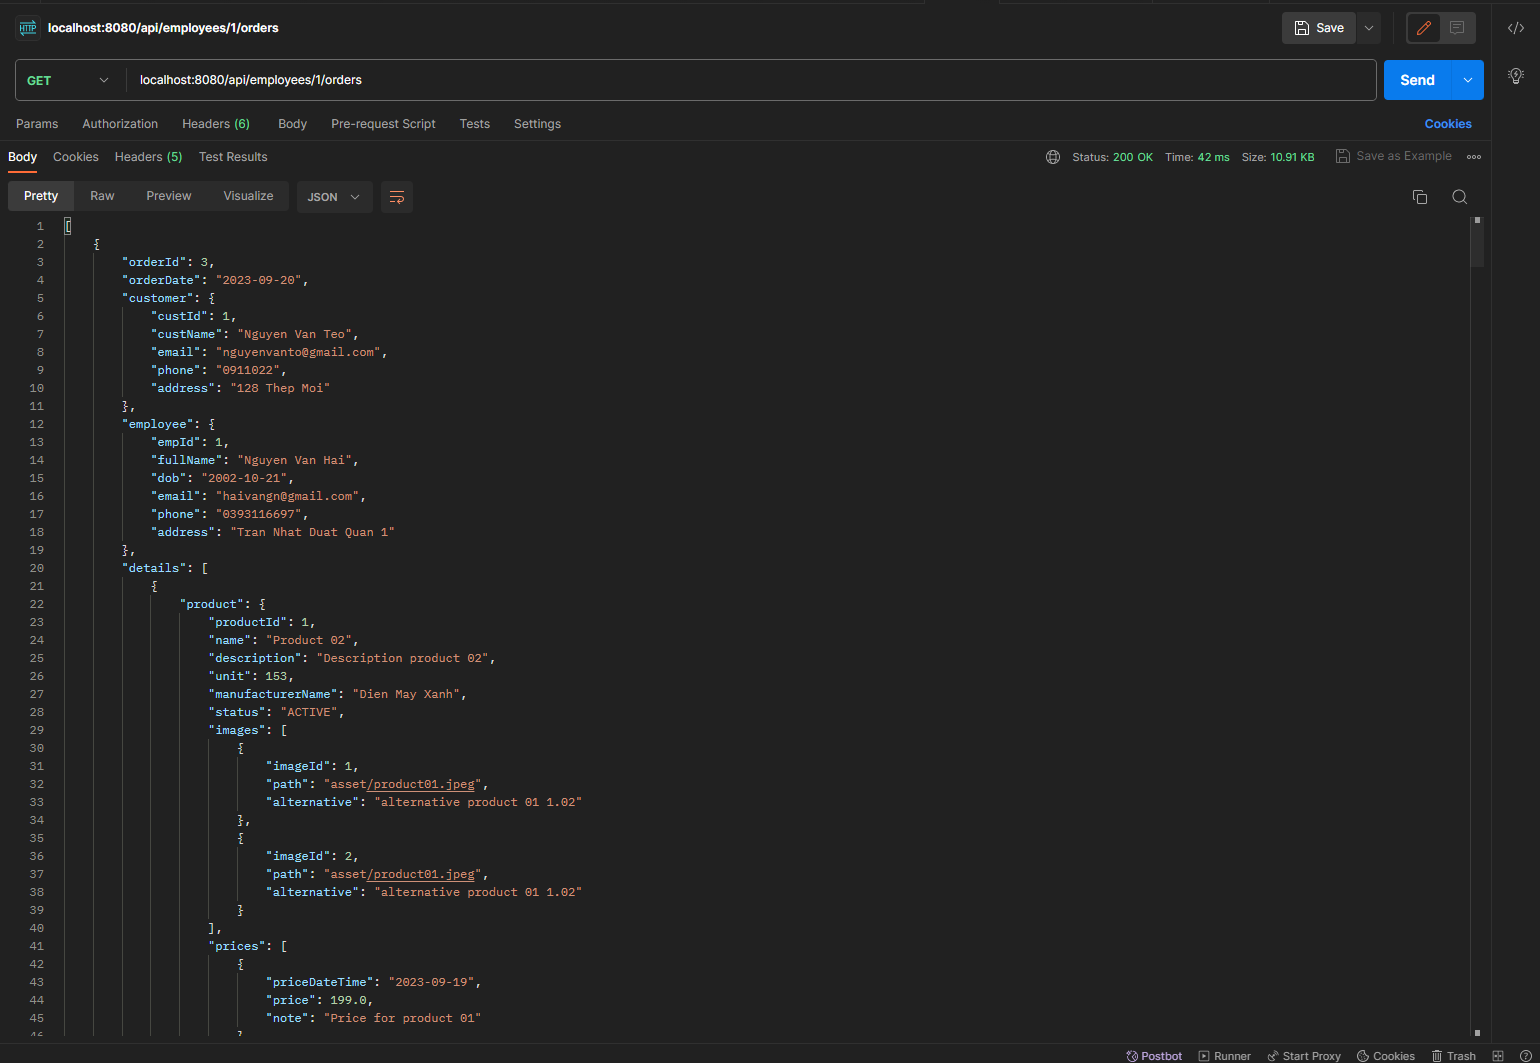 HTTP localhost:8080/api/employees/1/orders Save
GET localhost:8080/api/employees/1/orders Send
Params Authorization Headers (6) Body Pre-request Script Tests Settings Cookies
Body Cookies Headers (5) Test Results Status: 200 OK Time: 42 ms Size: 10.91 KB Save as Example
Pretty Raw Preview Visualize JSON
1 [
2 {
3 "orderId": 3,
4 "orderDate": "2023-09-20",
5 "customer": {
6 "custId": 1,
7 "custName": "Nguyen Van Teo",
8 "email": "nguyenvanto@gmail.com",
9 "phone": "0911022",
10 "address": "128 Thep Moi"
11 },
12 "employee": {
13 "empId": 1,
14 "fullName": "Nguyen Van Hai",
15 "dob": "2002-10-21",
16 "email": "haivangn@gmail.com",
17 "phone": "0393116697",
18 "address": "Tran Nhat Duat Quan 1"
19 },
20 "details": [
21 {
22 "product": {
23 "productId": 1,
24 "name": "Product 02",
25 "description": "Description product 02",
26 "unit": 153,
27 "manufacturerName": "Dien May Xanh",
28 "status": "ACTIVE",
29 "images": [
30 {
31 "imageId": 1,
32 "path": "asset/product01.jpeg",
33 "alternative": "alternative product 01 1.02"
34 },
35 {
36 "imageId": 2,
37 "path": "asset/product01.jpeg",
38 "alternative": "alternative product 01 1.02"
39 }
40 ],
41 "prices": [
42 {
43 "priceDateTime": "2023-09-19",
44 "price": 199.0,
45 "note": "Price for product 01"
46 }
Postbot Runner Start Proxy Cookies Trash